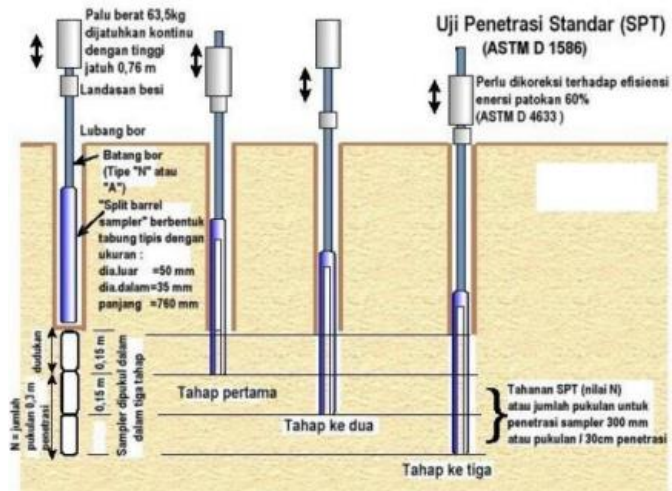 Uji Penetrasi Standar (SPT)
(ASTM D 1586)
Palu berat 63,5kg
dijatuhkan kontinu
dengan tinggi
jatuh 0,76 m
Landasan besi
Perlu dikoreksi terhadap efisiensi
enersi patokan 60%
(ASTM D 4633 )
Lubang bor
Batang bor
(Tipe "N" atau
"A")
"Split barrel
sampler" berbentuk
tabung tipis dengan
ukuran :
dia.luar =50 mm
dia.dalam=35 mm
panjang =760 mm
dudukan
0,15 m
0,15 m
N = jumlah
pukulan 0,3 m
penetrasi
Sampler dipukul dalam
dalam tiga tahap
Tahap pertama
Tahap ke dua
Tahap ke tiga
Tahanan SPT (nilai N)
atau jumlah pukulan untuk
penetrasi sampler 300 mm
atau pukulan / 30cm penetrasi